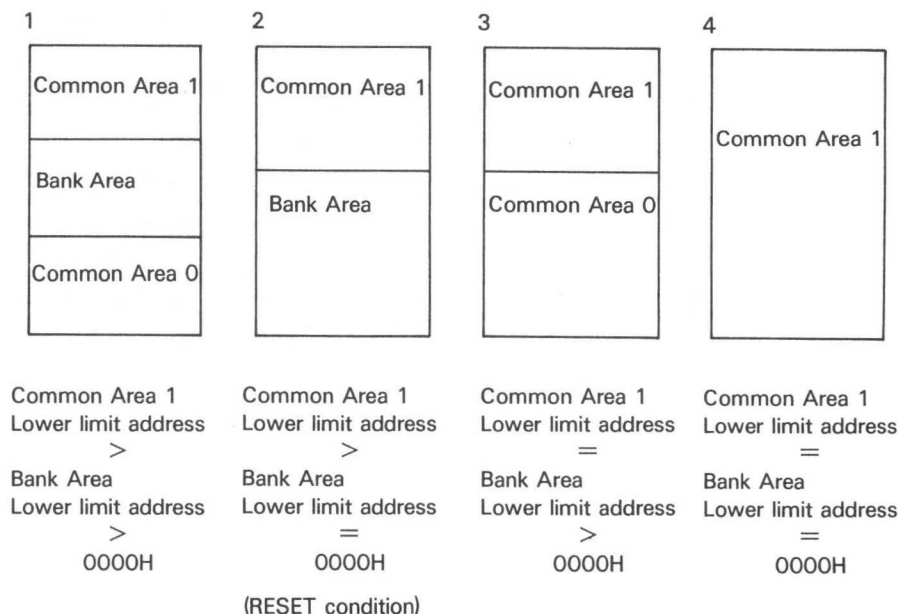 1
Common Area 1
Bank Area
Common Area 0
Common Area 1
Lower limit address
>
Bank Area
Lower limit address
>
0000H
2
Common Area 1
Bank Area
Common Area 1
Lower limit address
>
Bank Area
Lower limit address
=
0000H
(RESET condition)
3
Common Area 1
Common Area 0
Common Area 1
Lower limit address
=
Bank Area
Lower limit address
>
0000H
4
Common Area 1
Common Area 1
Lower limit address
=
Bank Area
Lower limit address
=
0000H